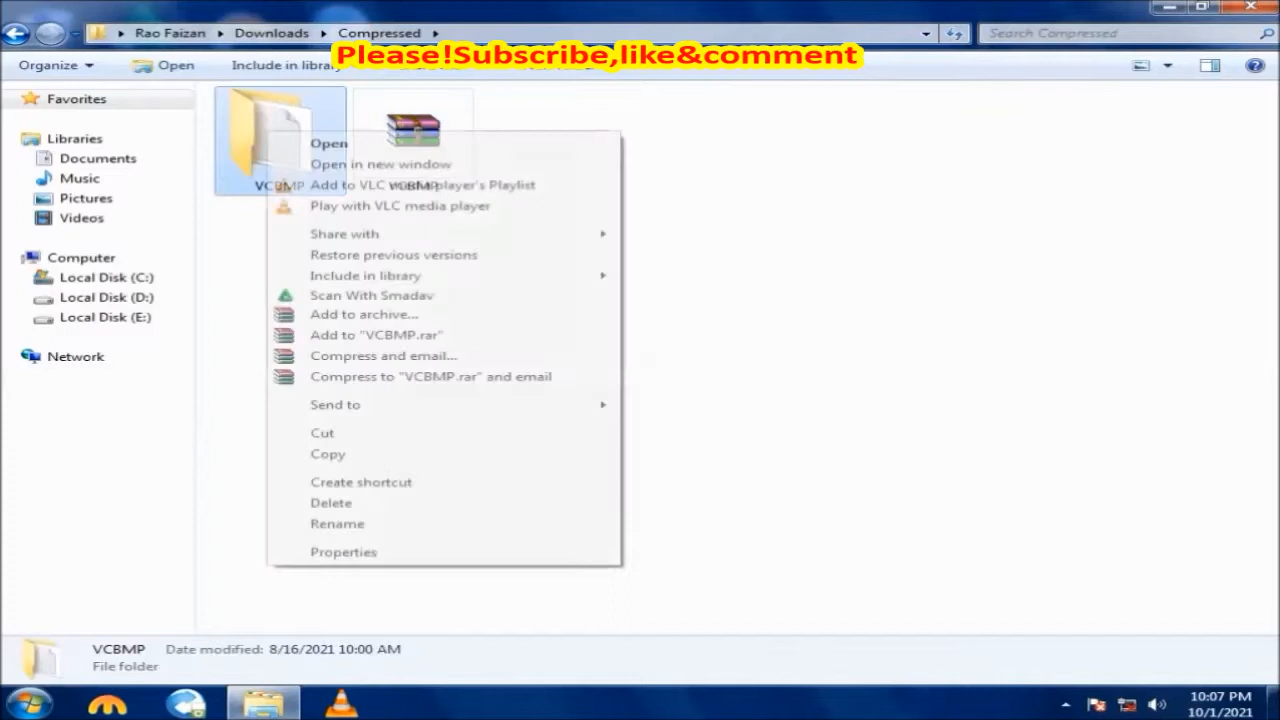 Rao Faizan Downloads Compressed
Search Compressed
Please!Subscribe,like&comment
Organize Open Include in
Favorites
Libraries
Documents
Music
Pictures
Videos
Computer
Local Disk (C:)
Local Disk (D:)
Local Disk (E:)
Network
VCBMP
VCBMP
Open
Open in new window
Add to VLC media player's Playlist
Play with VLC media player
Share with
Restore previous versions
Include in library
Scan With Smadav
Add to archive...
Add to "VCBMP.rar"
Compress and email...
Compress to "VCBMP.rar" and email
Send to
Cut
Copy
Create shortcut
Delete
Rename
Properties
VCBMP Date modified: 8/16/2021 10:00 AM
File folder
10:07 PM
10/1/2021